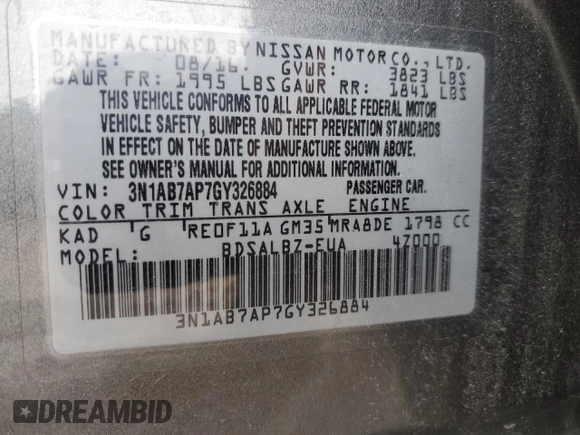 MANUFACTURED BY NISSAN MOTOR CO., LTD.
DATE: 08/16 GVWR: 3823 LBS
GAWR FR: 1995 LBS GAWR RR: 1841 LBS
THIS VEHICLE CONFORMS TO ALL APPLICABLE FEDERAL MOTOR
VEHICLE SAFETY, BUMPER AND THEFT PREVENTION STANDARDS
IN EFFECT ON THE DATE OF MANUFACTURE SHOWN ABOVE.
SEE OWNER'S MANUAL FOR ADDITIONAL INFORMATION.
VIN: 3N1AB7AP7GY326884 PASSENGER CAR.
COLOR TRIM TRANS AXLE ENGINE
KAD G RE0F11A GM35 MRA8DE 1798 CC
MODEL: BDSALBZ-EUA 4Z000
3N1AB7AP7GY326884
DREAMBID